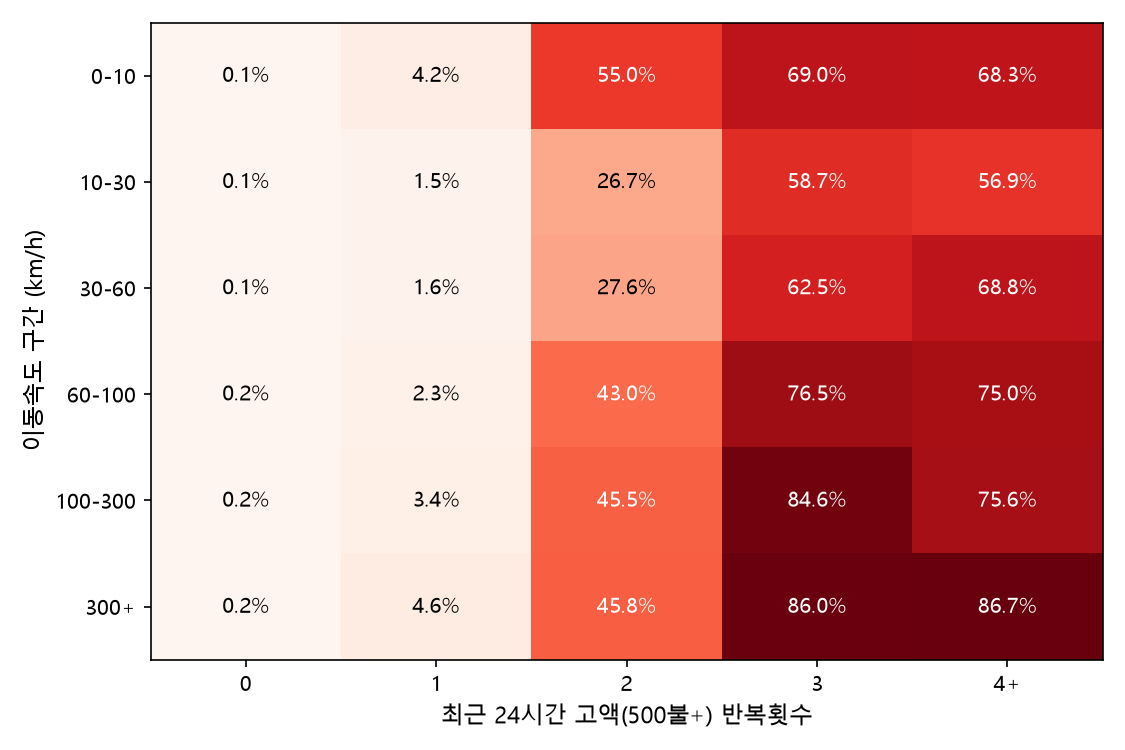 이동속도 구간 (km/h)
0-10 0.1% 4.2% 55.0% 69.0% 68.3%
10-30 0.1% 1.5% 26.7% 58.7% 56.9%
30-60 0.1% 1.6% 27.6% 62.5% 68.8%
60-100 0.2% 2.3% 43.0% 76.5% 75.0%
100-300 0.2% 3.4% 45.5% 84.6% 75.6%
300+ 0.2% 4.6% 45.8% 86.0% 86.7%
0 1 2 3 4+
최근 24시간 고액(500불+) 반복횟수